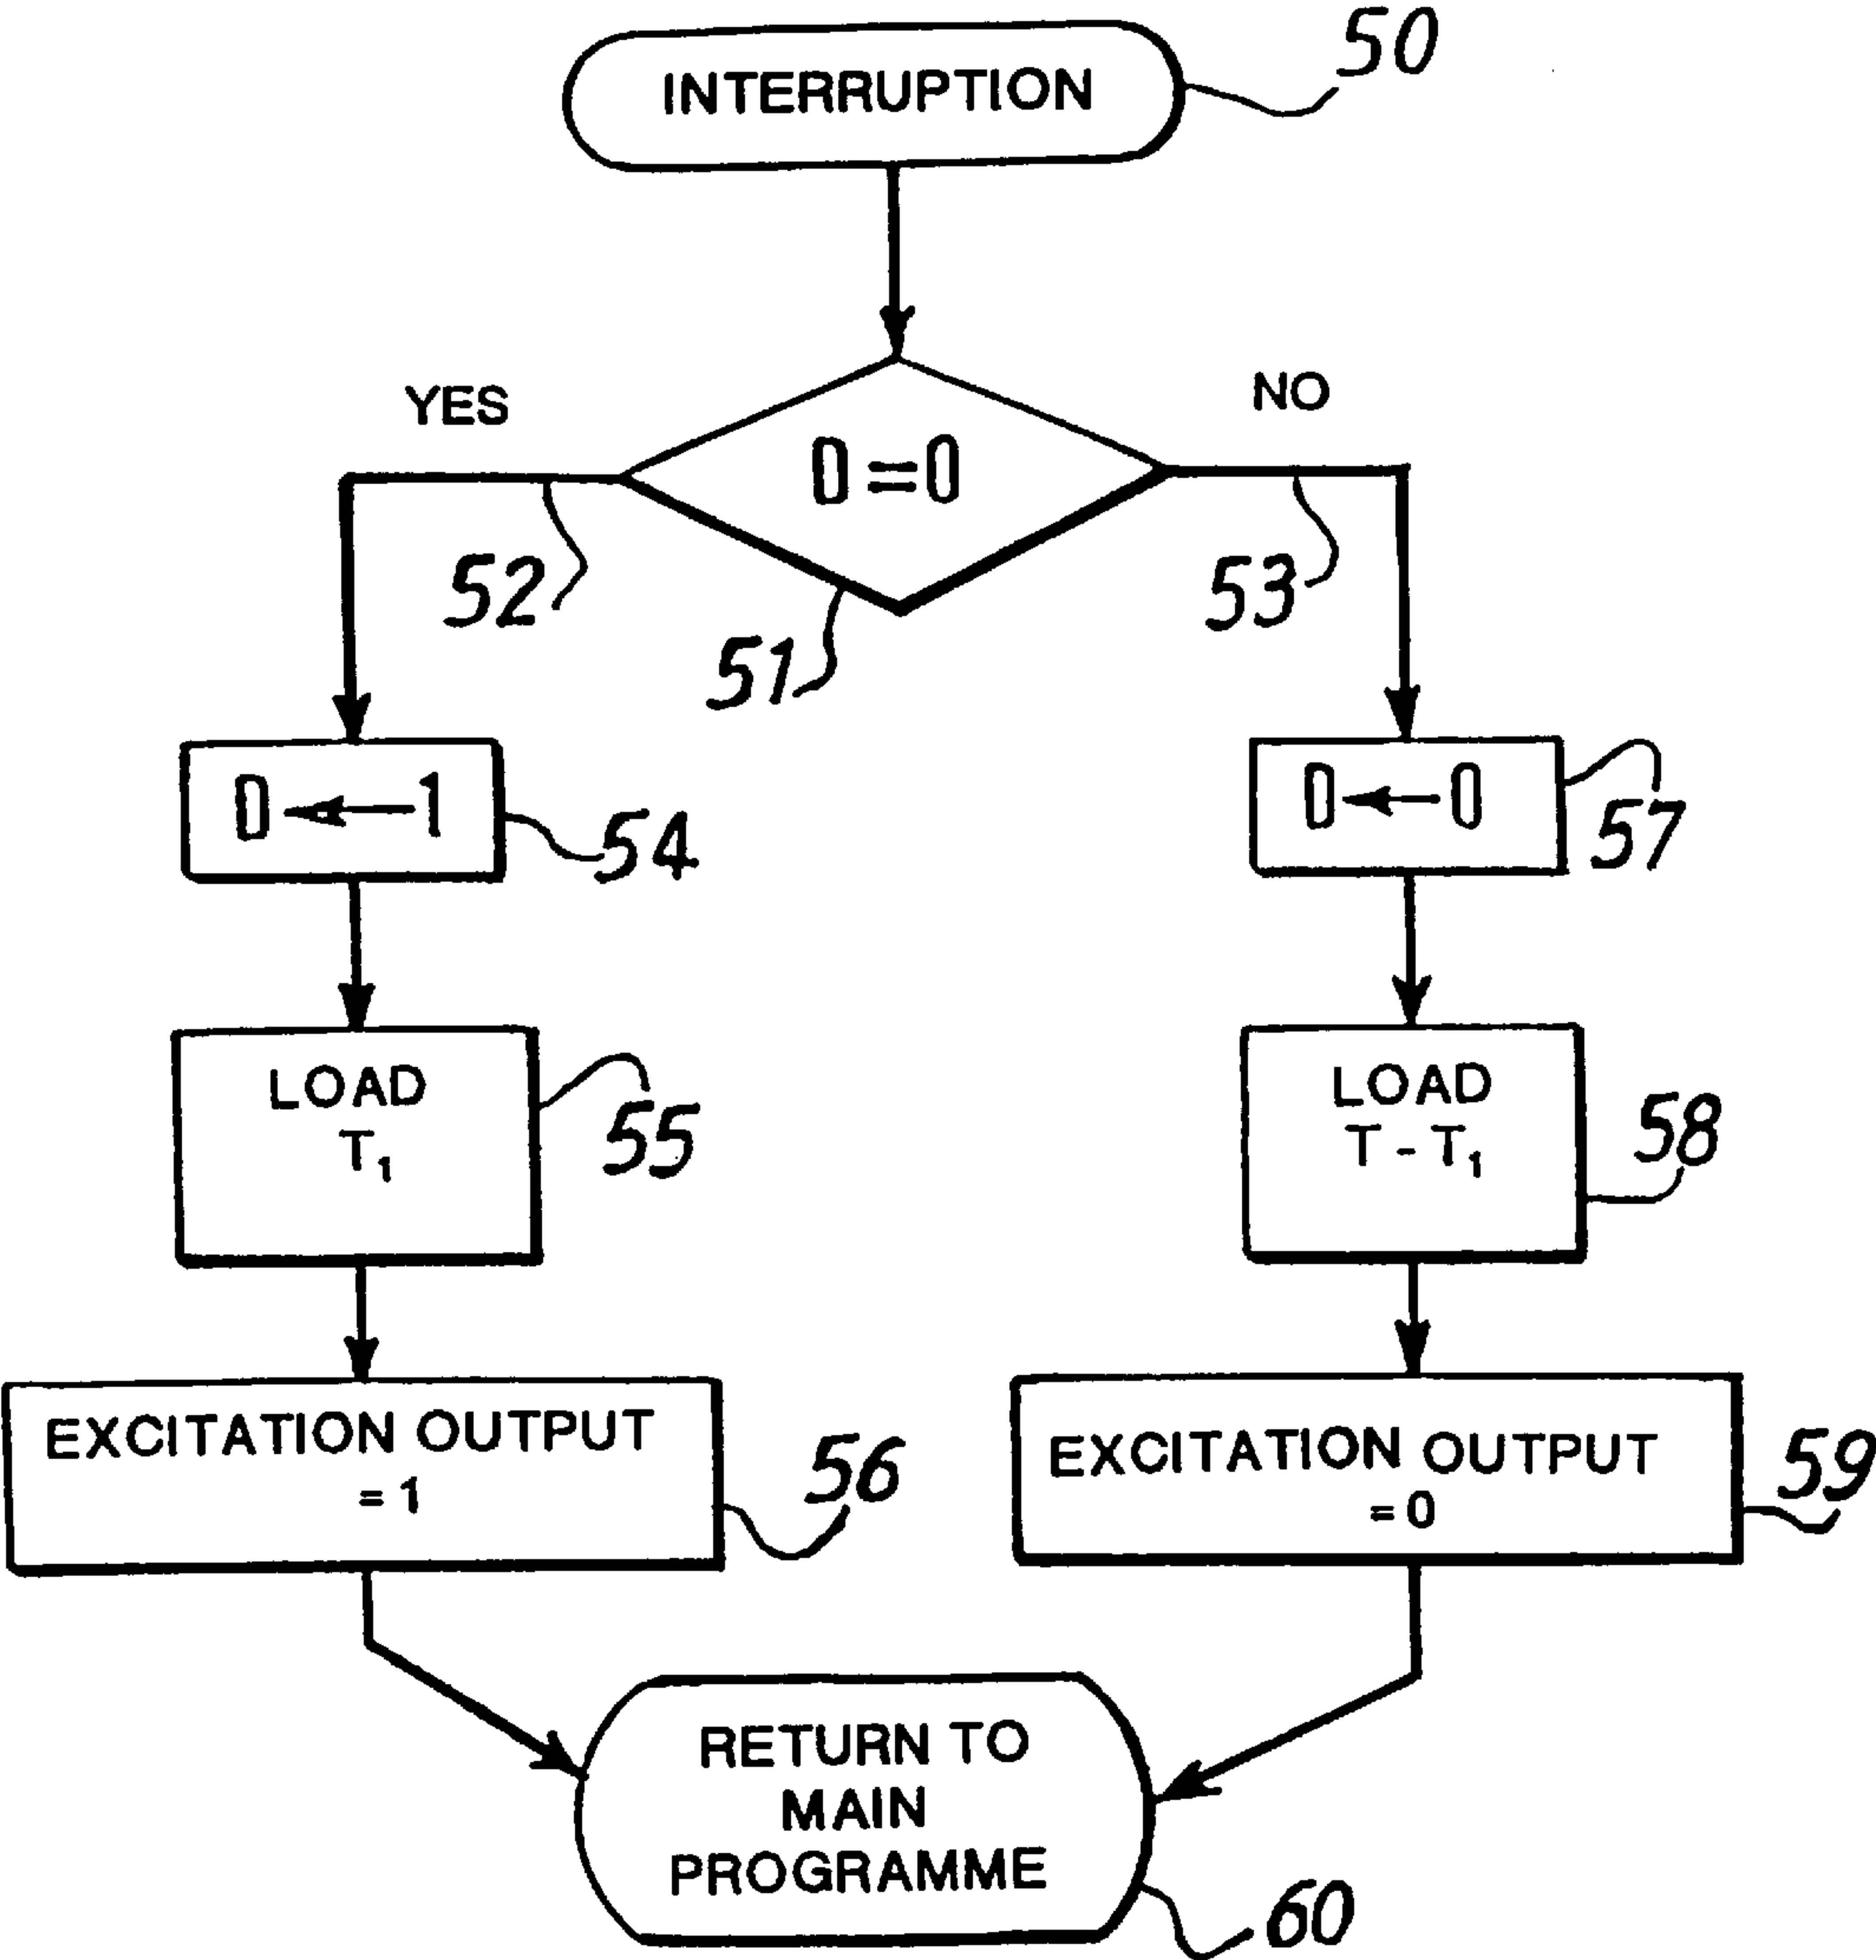 INTERRUPTION
50
YES
NO
D=0
52
53
51
D←1
54
D←0
57
LOAD
T₁
55
LOAD
T - T₁
58
EXCITATION OUTPUT
= 1
56
EXCITATION OUTPUT
= 0
59
RETURN TO
MAIN
PROGRAMME
60